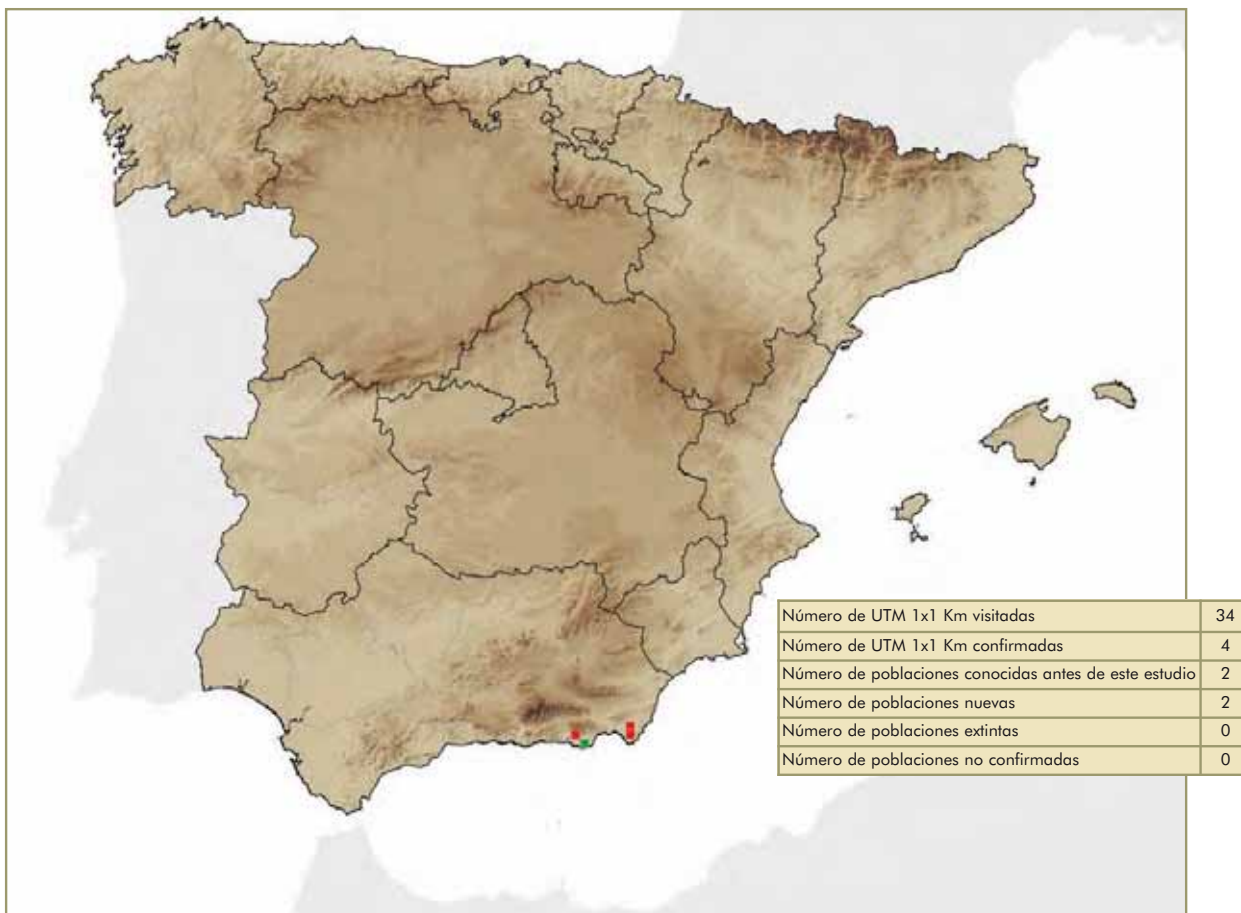 Número de UTM 1x1 Km visitadas 34
Número de UTM 1x1 Km confirmadas 4
Número de poblaciones conocidas antes de este estudio 2
Número de poblaciones nuevas 2
Número de poblaciones extintas 0
Número de poblaciones no confirmadas 0